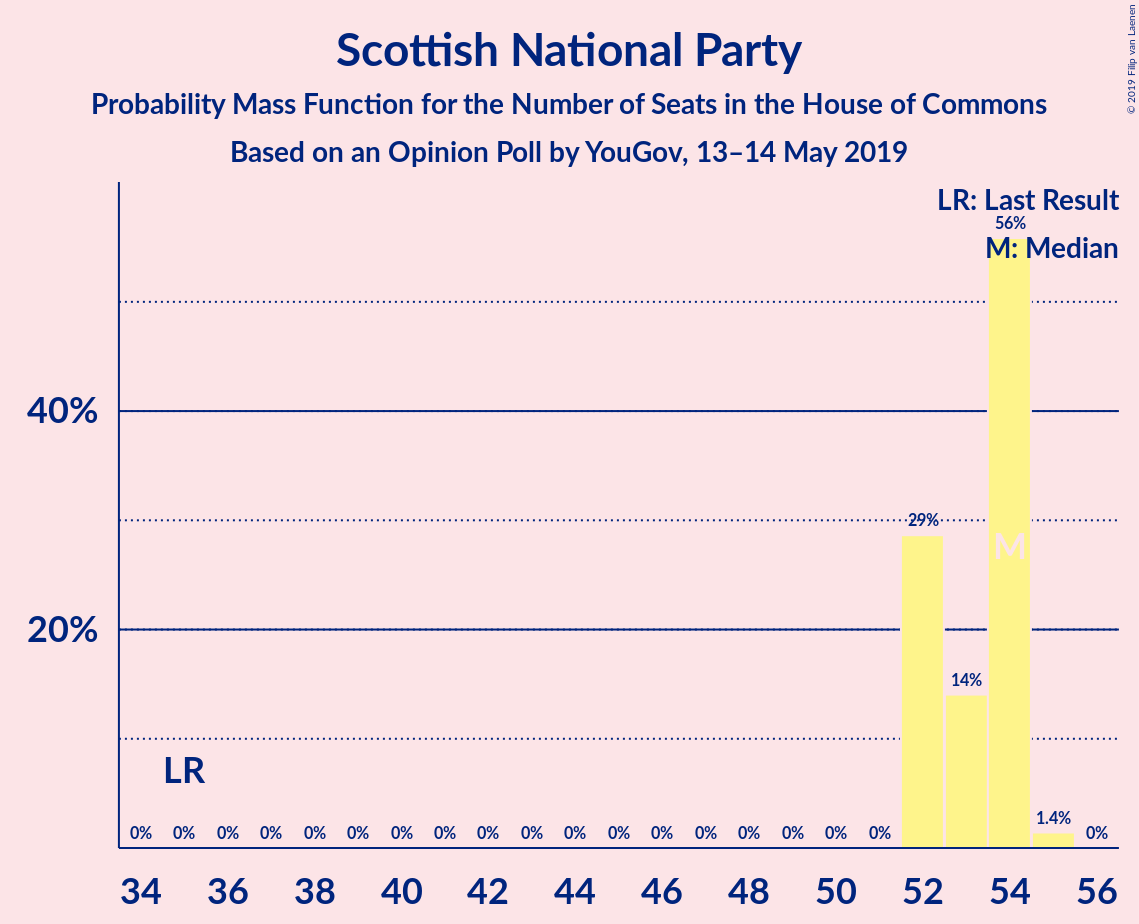 Scottish National Party
Probability Mass Function for the Number of Seats in the House of Commons
Based on an Opinion Poll by YouGov, 13–14 May 2019
© 2019 Filip van Laenen
LR: Last Result
56%
M: Median
40%
29%
M
20%
14%
LR
1.4%
0% 0% 0% 0% 0% 0% 0% 0% 0% 0% 0% 0% 0% 0% 0% 0% 0% 0% 0%
34 36 38 40 42 44 46 48 50 52 54 56